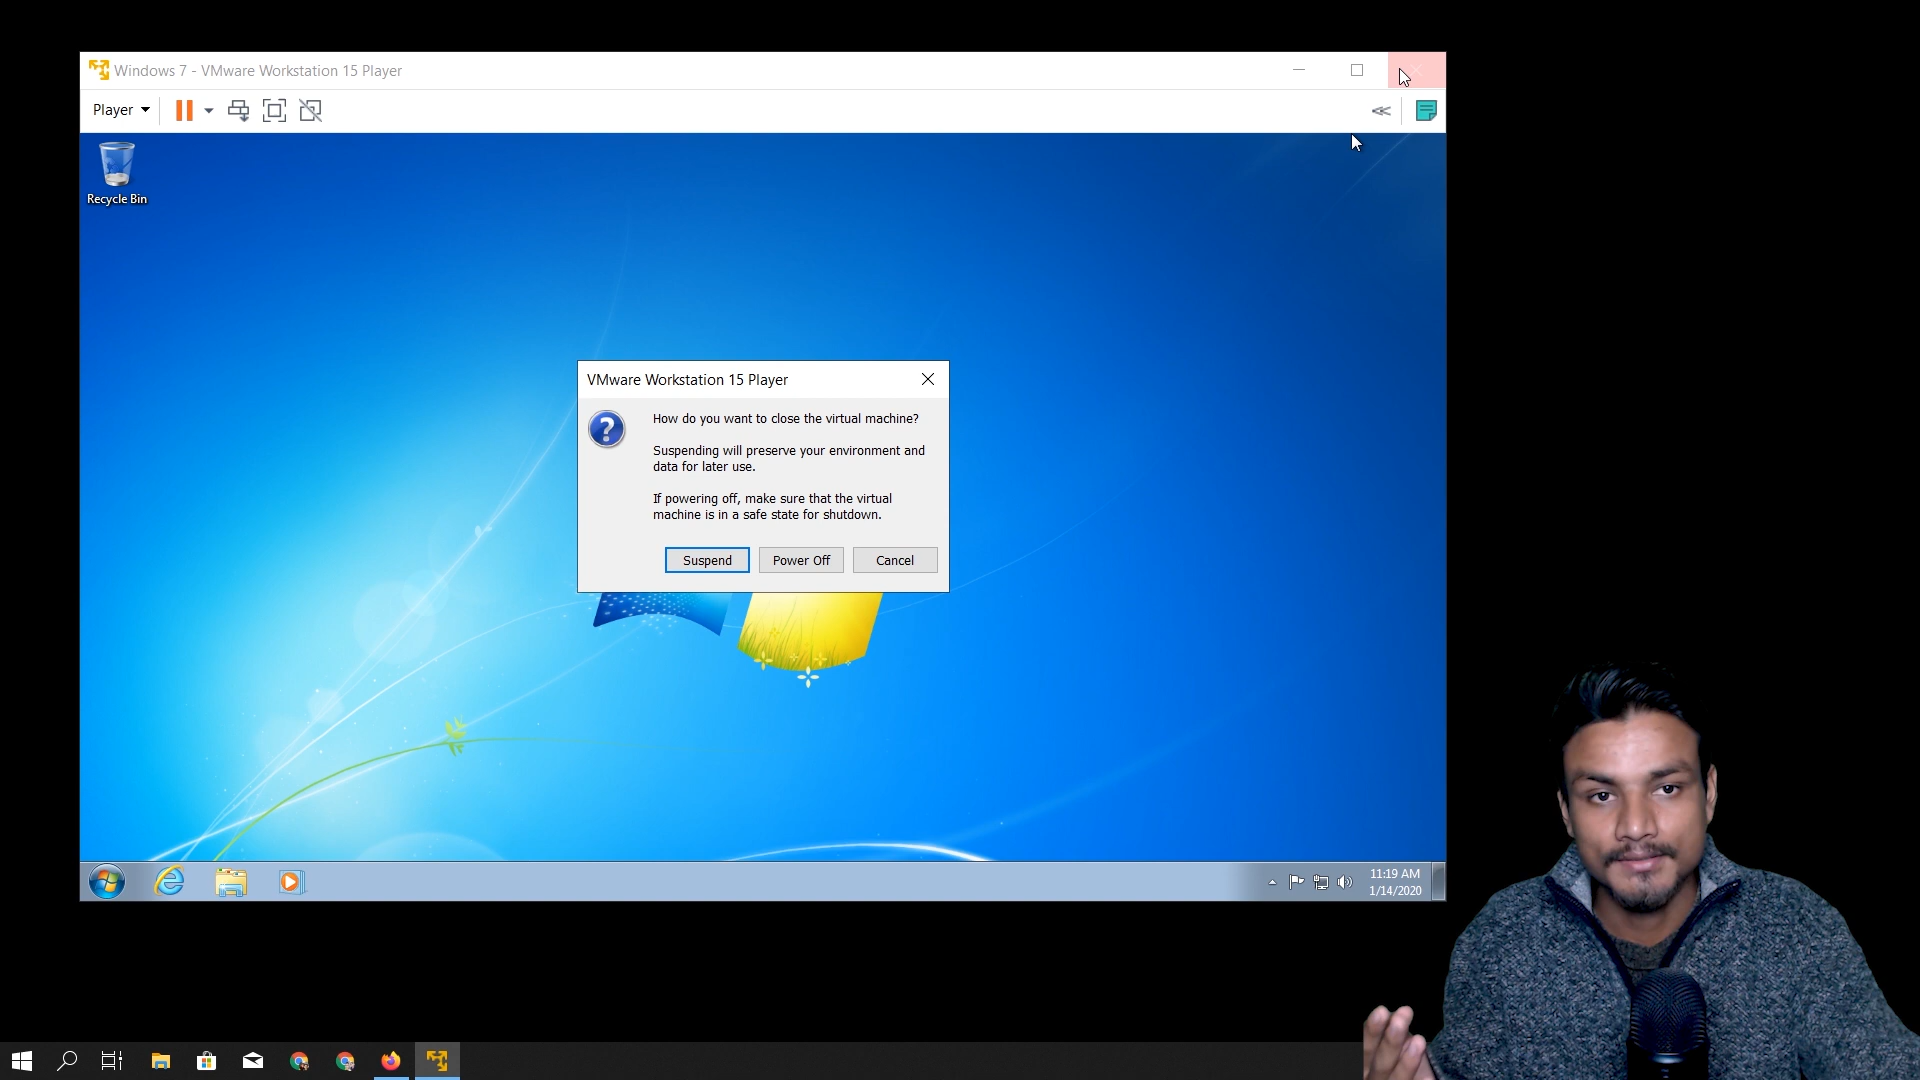 Windows 7 - VMware Workstation 15 Player
Player
Recycle Bin
VMware Workstation 15 Player
How do you want to close the virtual machine?
Suspending will preserve your environment and
data for later use.
If powering off, make sure that the virtual
machine is in a safe state for shutdown.
Suspend Power Off Cancel
11:19 AM
1/14/2020